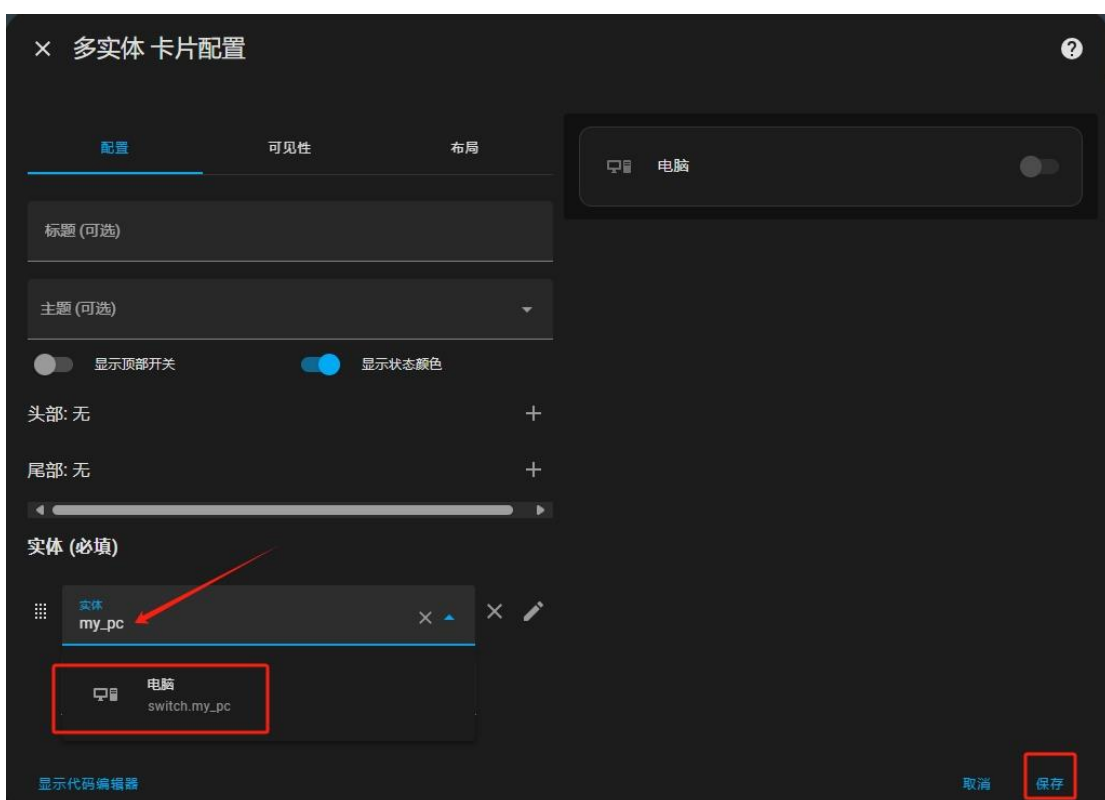 多实体 卡片配置
配置
可见性
布局
电脑
标题 (可选)
主题 (可选)
显示顶部开关
显示状态颜色
头部: 无
尾部: 无
实体 (必填)
实体
my_pc
电脑
switch.my_pc
显示代码编辑器
取消
保存